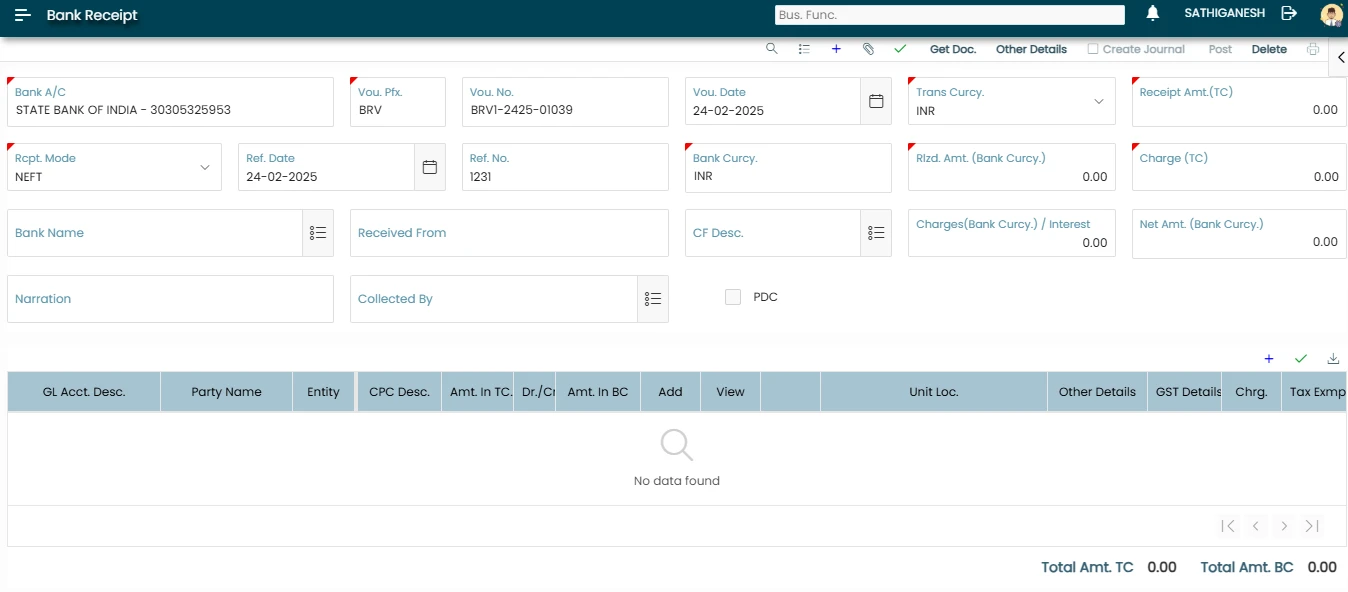 Bank Receipt
Bus. Func.
SATHIGANESH
Get Doc. Other Details Create Journal Post Delete
Bank A/C
STATE BANK OF INDIA - 30305325953
Vou. Pfx.
BRV
Vou. No.
BRV1-2425-01039
Vou. Date
24-02-2025
Trans Curcy.
INR
Receipt Amt.(TC)
0.00
Rcpt. Mode
NEFT
Ref. Date
24-02-2025
Ref. No.
1231
Bank Curcy.
INR
Rlzd. Amt. (Bank Curcy.)
0.00
Charge (TC)
0.00
Bank Name
Received From
CF Desc.
Charges(Bank Curcy.) / Interest
0.00
Net Amt. (Bank Curcy.)
0.00
Narration
Collected By
PDC
GL Acct. Desc. Party Name Entity CPC Desc. Amt. In TC. Dr./Cr Amt. In BC Add View Unit Loc. Other Details GST Details Chrg. Tax Exmp
No data found
Total Amt. TC 0.00 Total Amt. BC 0.00